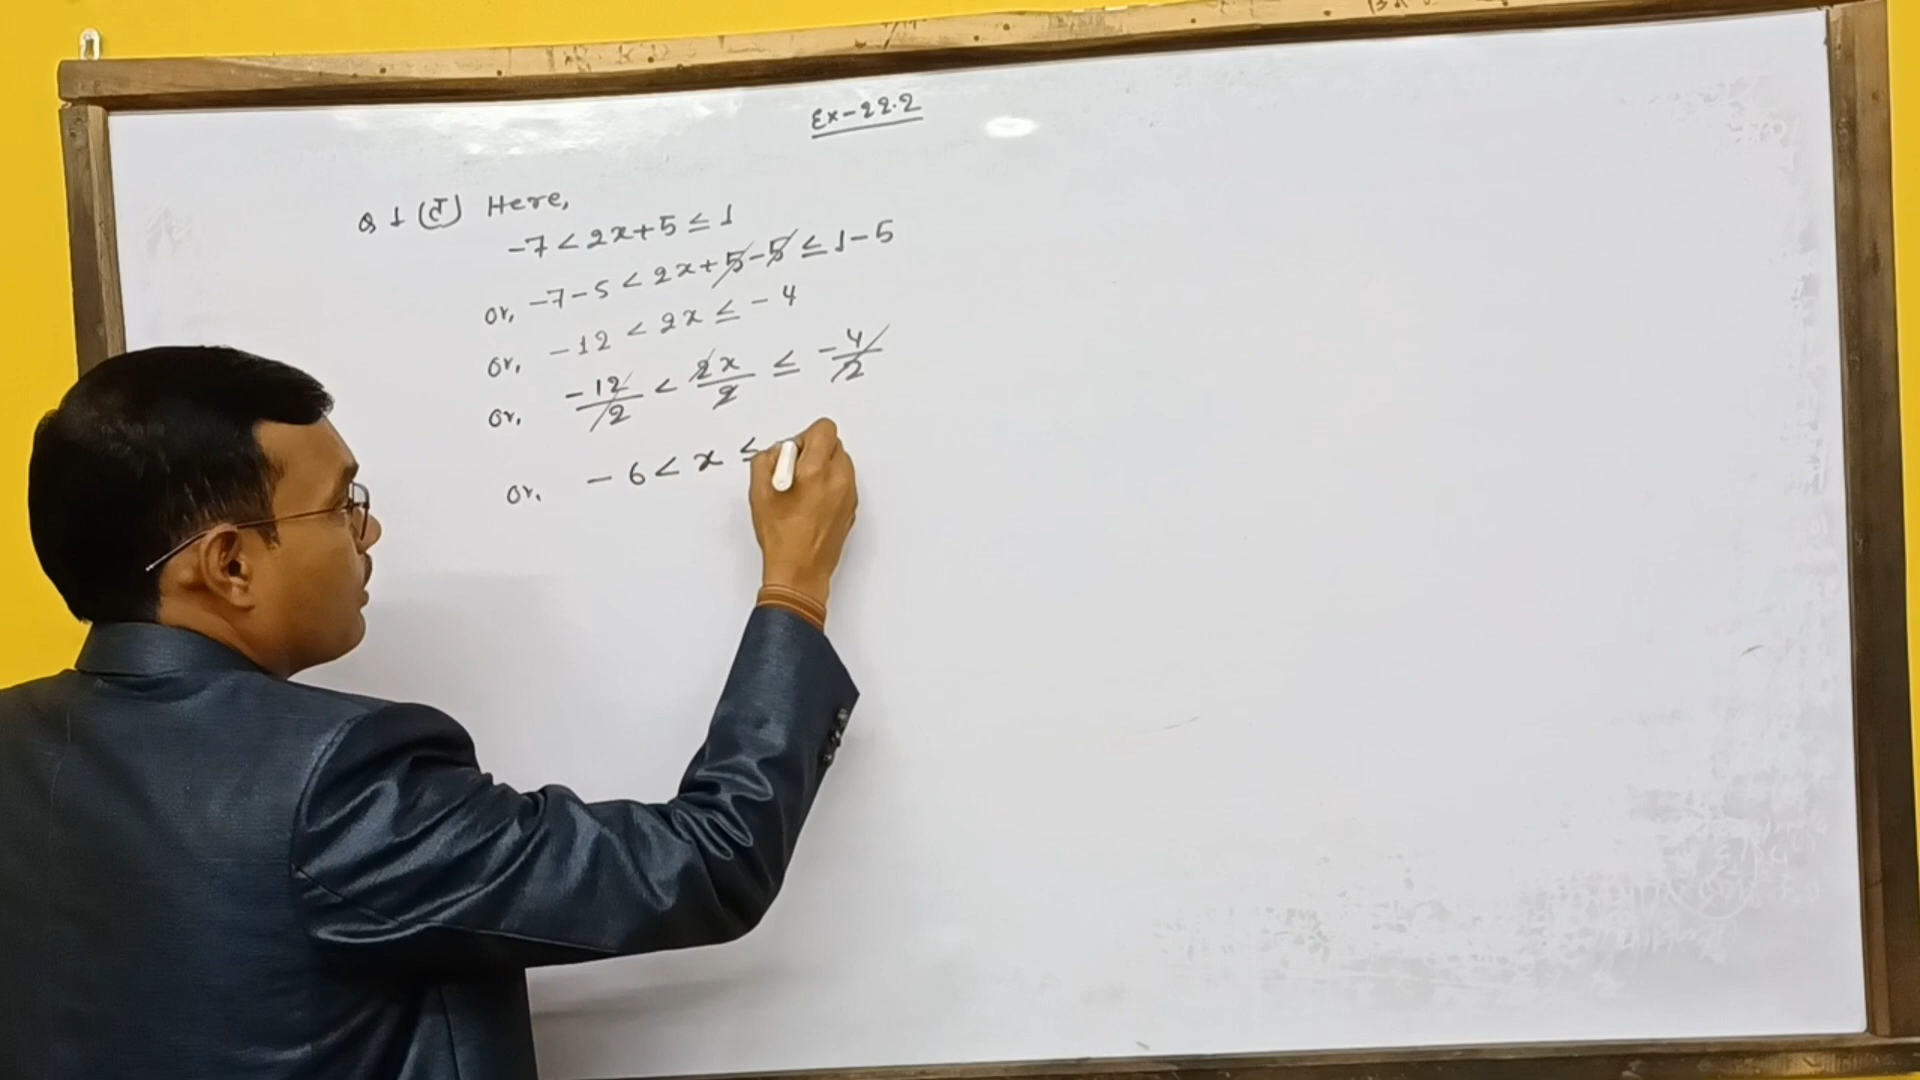 Ex-22.2
Q 1 (त) Here,
-7 < 2x+5 ≤ 1
or, -7-5 < 2x+5-5 ≤ 1-5
or, -12 < 2x ≤ -4
or, -12/2 < 2x/2 ≤ -4/2
or, -6 < x ≤